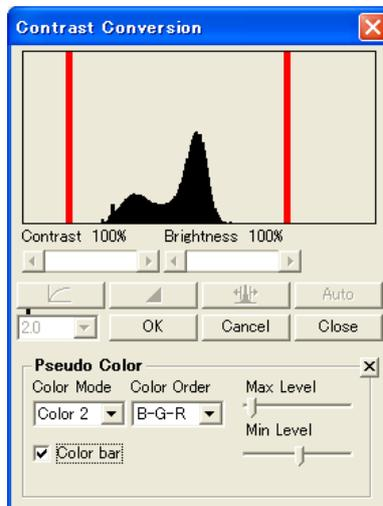 Contrast Conversion
Contrast 100% Brightness 100%
Auto
2.0 OK Cancel Close
Pseudo Color
Color Mode Color Order Max Level
Color 2 B-G-R
Min Level
Color bar